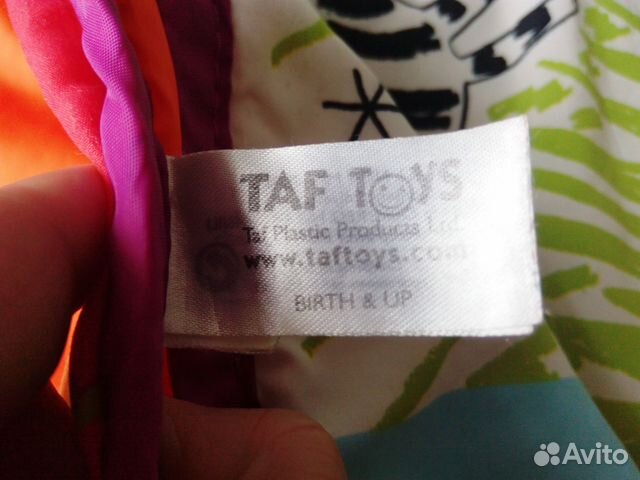 TAF TOYS
Taf Plastic Products Ltd.
www.taftoys.com
BIRTH & UP
Avito